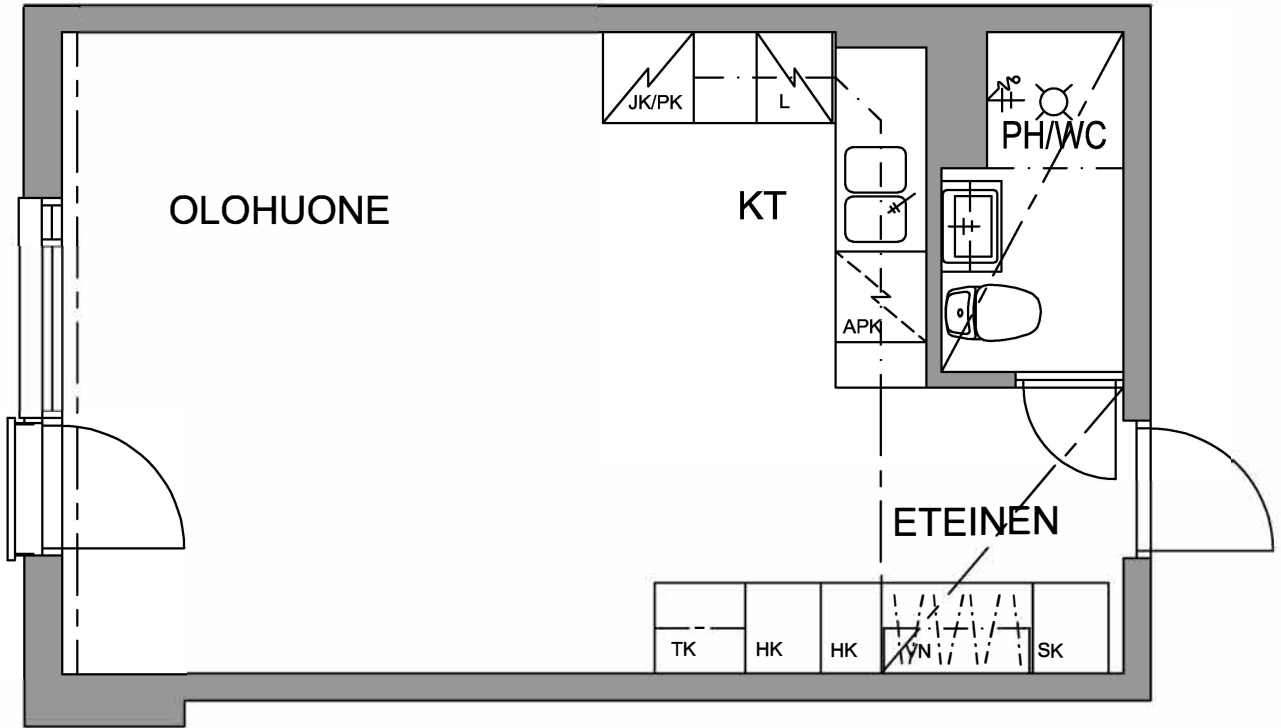 JK/PK
L
PH/WC
OLOHUONE
KT
APK
ETEINEN
TK
HK
HK
VN
SK